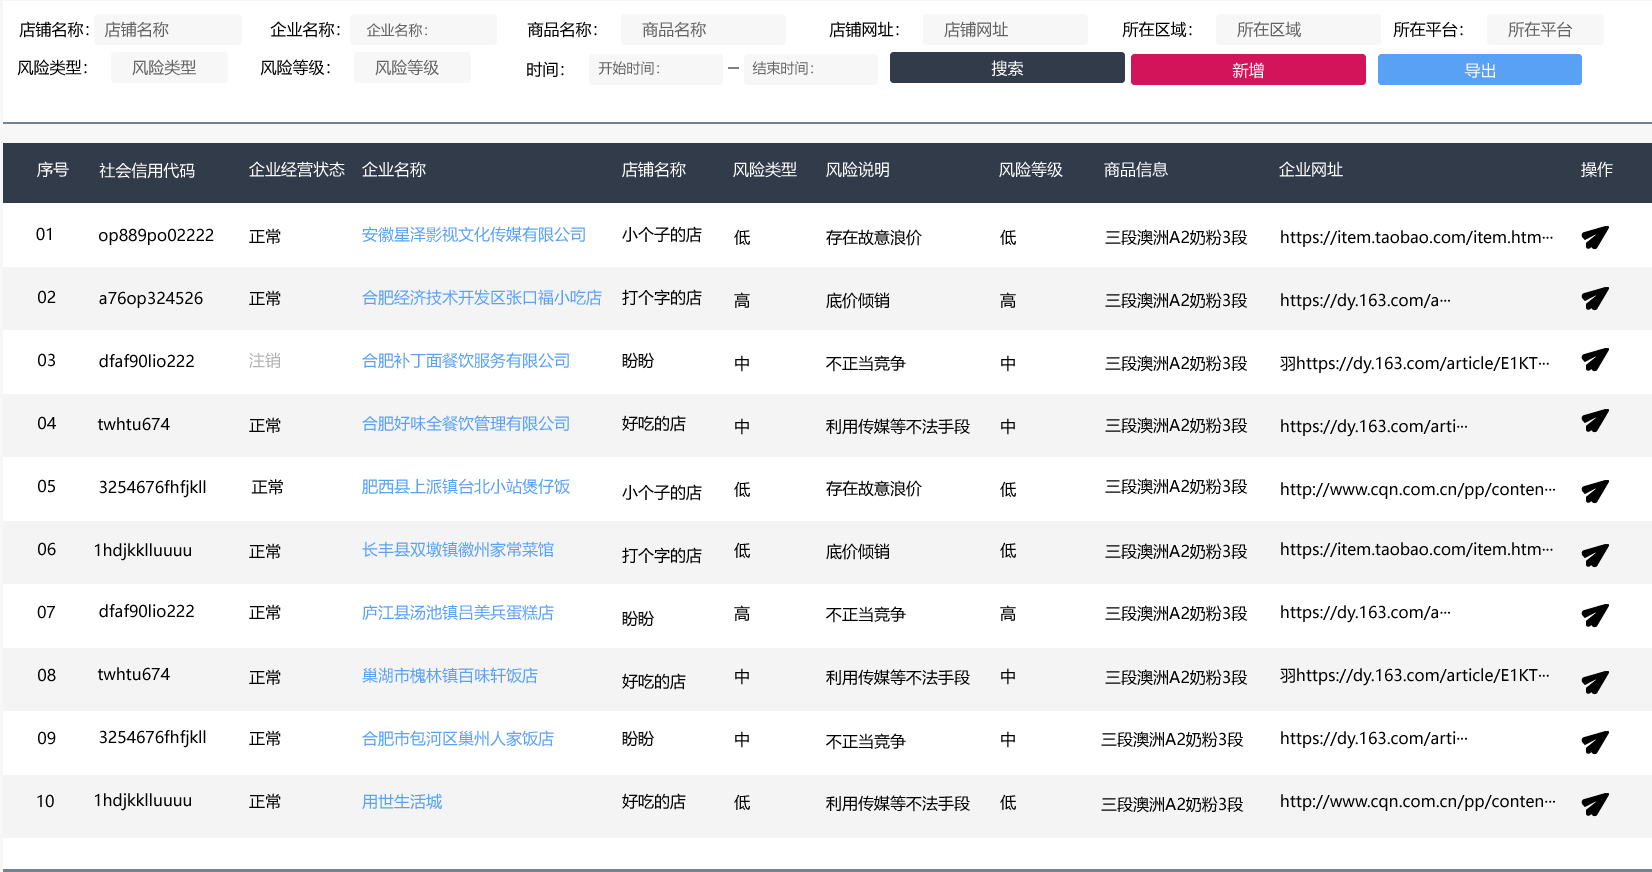 店铺名称: 店铺名称 企业名称: 企业名称: 商品名称: 商品名称 店铺网址: 店铺网址 所在区域: 所在区域 所在平台: 所在平台
风险类型: 风险类型 风险等级: 风险等级 时间: 开始时间: — 结束时间: 搜索 新增 导出
序号 社会信用代码 企业经营状态 企业名称 店铺名称 风险类型 风险说明 风险等级 商品信息 企业网址 操作
01 op889po02222 正常 安徽星泽影视文化传媒有限公司 小个子的店 低 存在故意浪价 低 三段澳洲A2奶粉3段 https://item.taobao.com/item.htm···
02 a76op324526 正常 合肥经济技术开发区张口福小吃店 打个字的店 高 底价倾销 高 三段澳洲A2奶粉3段 https://dy.163.com/a···
03 dfaf90lio222 注销 合肥补丁面餐饮服务有限公司 盼盼 中 不正当竞争 中 三段澳洲A2奶粉3段 羽https://dy.163.com/article/E1KT···
04 twhtu674 正常 合肥好味全餐饮管理有限公司 好吃的店 中 利用传媒等不法手段 中 三段澳洲A2奶粉3段 https://dy.163.com/arti···
05 3254676fhfjkll 正常 肥西县上派镇台北小站煲仔饭 小个子的店 低 存在故意浪价 低 三段澳洲A2奶粉3段 http://www.cqn.com.cn/pp/conten···
06 1hdjkklluuuu 正常 长丰县双墩镇徽州家常菜馆 打个字的店 低 底价倾销 低 三段澳洲A2奶粉3段 https://item.taobao.com/item.htm···
07 dfaf90lio222 正常 庐江县汤池镇吕美兵蛋糕店 盼盼 高 不正当竞争 高 三段澳洲A2奶粉3段 https://dy.163.com/a···
08 twhtu674 正常 巢湖市槐林镇百味轩饭店 好吃的店 中 利用传媒等不法手段 中 三段澳洲A2奶粉3段 羽https://dy.163.com/article/E1KT···
09 3254676fhfjkll 正常 合肥市包河区巢州人家饭店 盼盼 中 不正当竞争 中 三段澳洲A2奶粉3段 https://dy.163.com/arti···
10 1hdjkklluuuu 正常 用世生活城 好吃的店 低 利用传媒等不法手段 低 三段澳洲A2奶粉3段 http://www.cqn.com.cn/pp/conten···